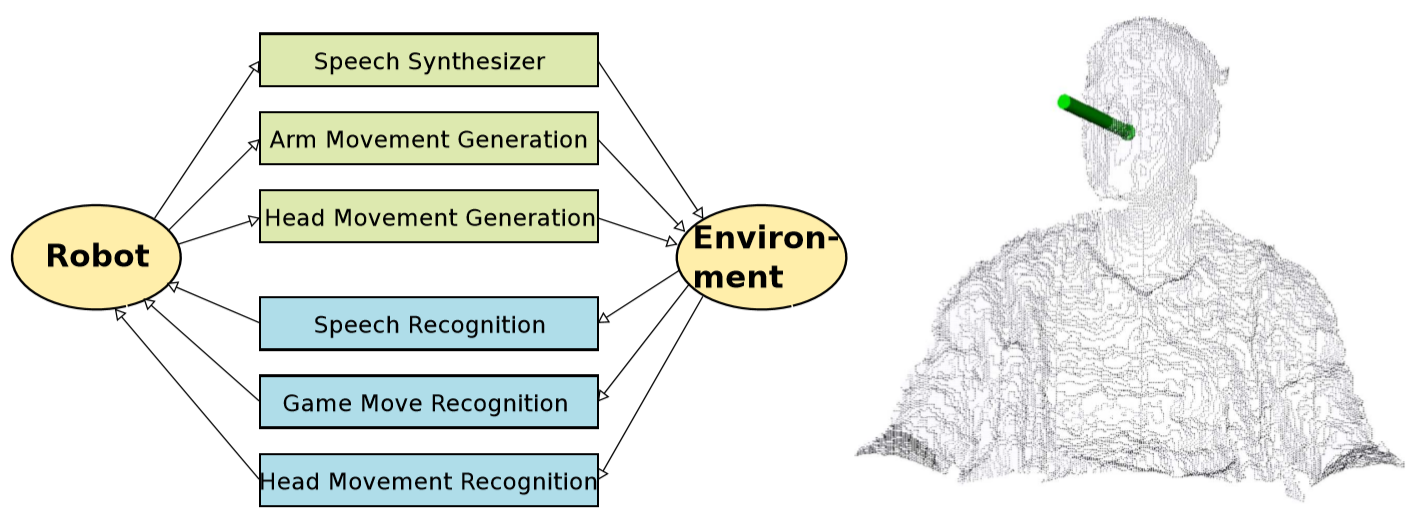 Speech Synthesizer
Arm Movement Generation
Head Movement Generation
Robot
Environ-
ment
Speech Recognition
Game Move Recognition
Head Movement Recognition